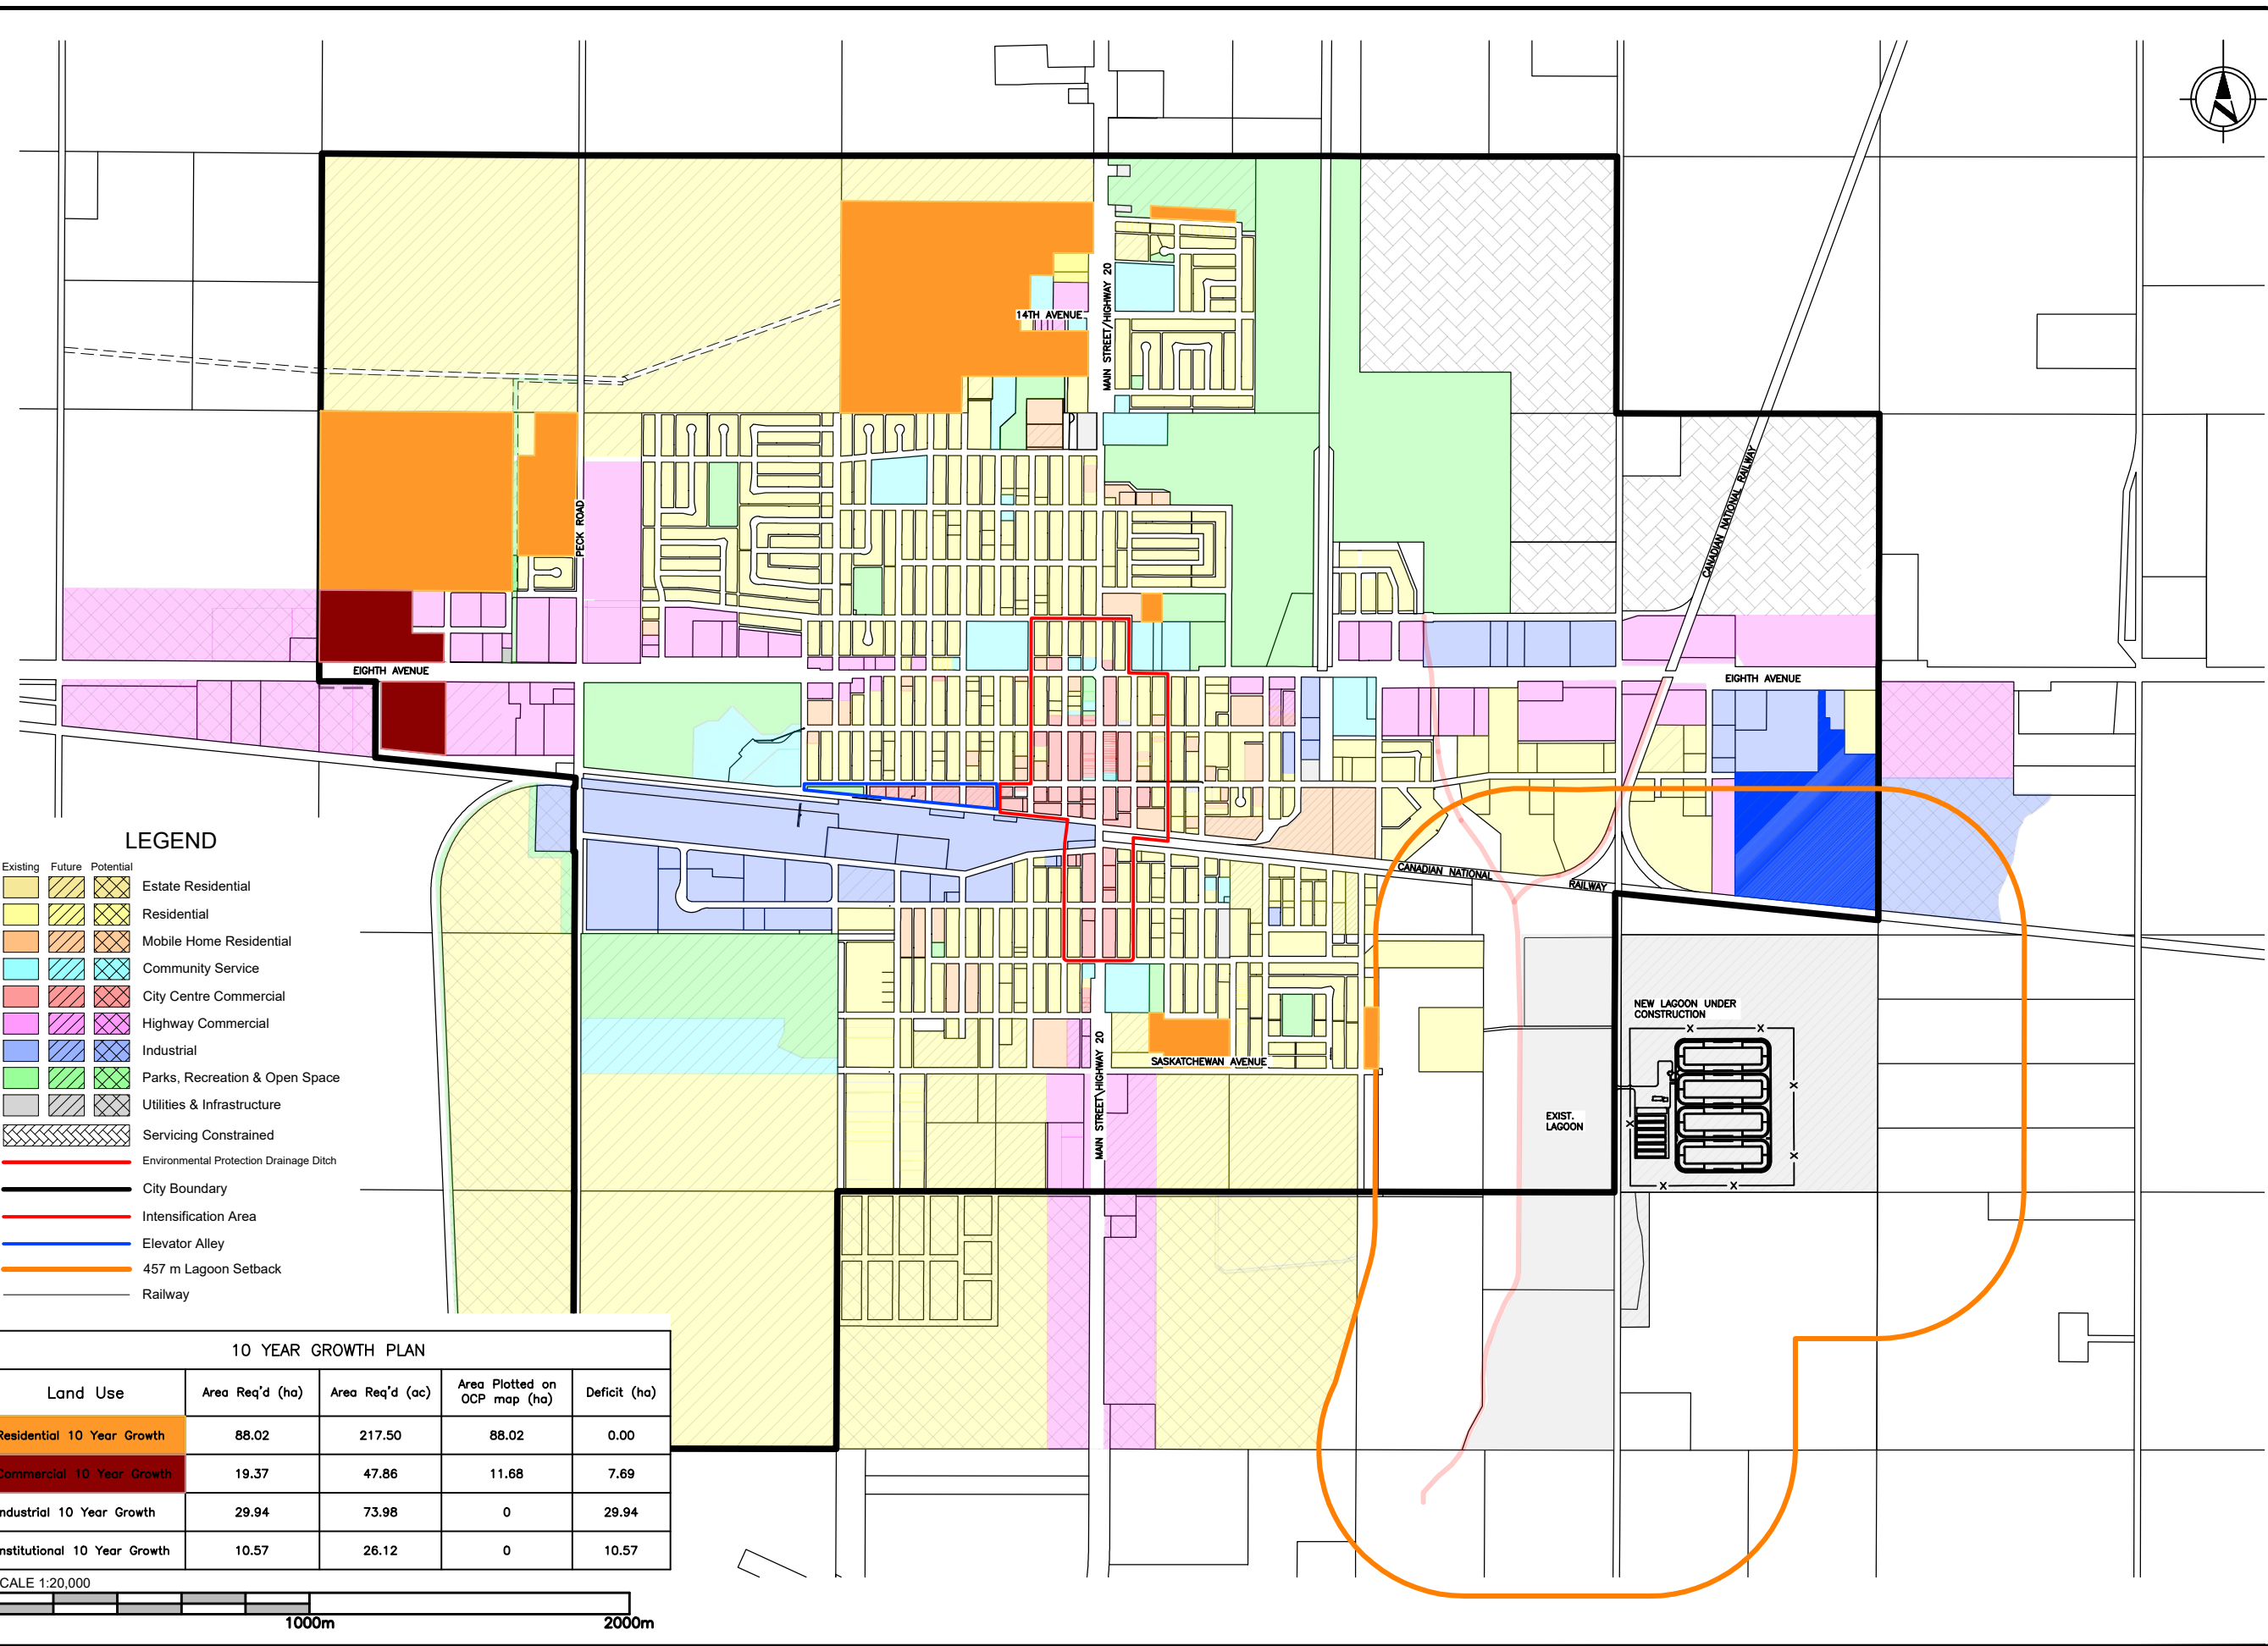 MAIN STREET/HIGHWAY 20
14TH AVENUE
PECK ROAD
CANADIAN NATIONAL RAILWAY
EIGHTH AVENUE
EIGHTH AVENUE
CANADIAN NATIONAL
RAILWAY
NEW LAGOON UNDER
CONSTRUCTION
X X
X
X
X
X X
SASKATCHEWAN AVENUE
MAIN STREET\HIGHWAY 20
EXIST.
LAGOON
LEGEND
Existing Future Potential
Estate Residential
Residential
Mobile Home Residential
Community Service
City Centre Commercial
Highway Commercial
Industrial
Parks, Recreation & Open Space
Utilities & Infrastructure
Servicing Constrained
Environmental Protection Drainage Ditch
City Boundary
Intensification Area
Elevator Alley
457 m Lagoon Setback
Railway
10 YEAR GROWTH PLAN
Land Use Area Req'd (ha) Area Req'd (ac) Area Plotted on OCP map (ha) Deficit (ha)
Residential 10 Year Growth 88.02 217.50 88.02 0.00
Commercial 10 Year Growth 19.37 47.86 11.68 7.69
ndustrial 10 Year Growth 29.94 73.98 0 29.94
nstitutional 10 Year Growth 10.57 26.12 0 10.57
CALE 1:20,000
1000m 2000m